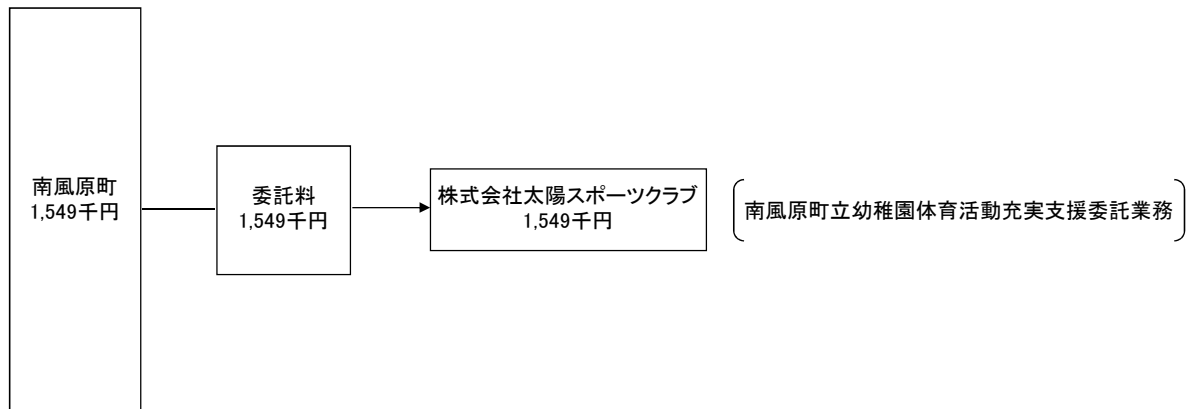 南風原町
1,549千円
委託料
1,549千円
株式会社太陽スポーツクラブ
1,549千円
南風原町立幼稚園体育活動充実支援委託業務